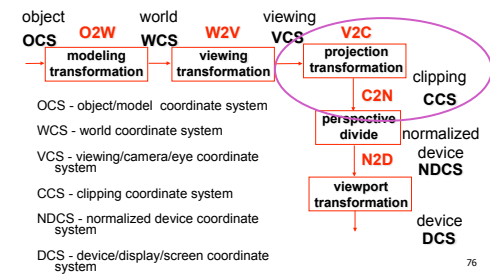 object
O2W
world
W2V
viewing
V2C
OCS
WCS
VCS
modeling
transformation
viewing
transformation
projection
transformation
clipping
CCS
C2N
perspective
divide
normalized
device
NDCS
N2D
viewport
transformation
device
DCS
OCS - object/model coordinate system
WCS - world coordinate system
VCS - viewing/camera/eye coordinate
system
CCS - clipping coordinate system
NDCS - normalized device coordinate
system
DCS - device/display/screen coordinate
system
76